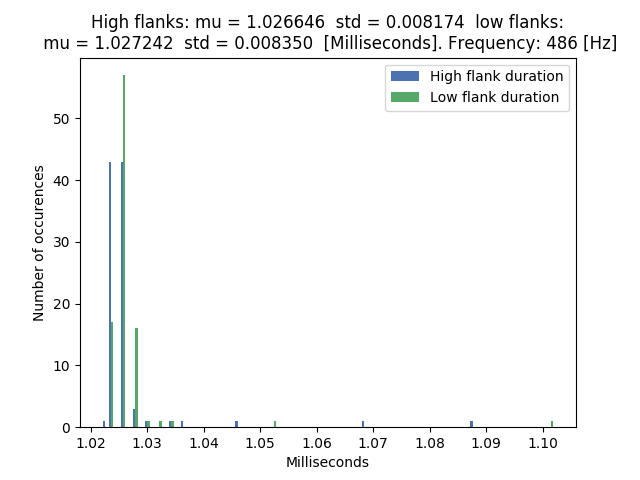 High flanks: mu = 1.026646  std = 0.008174  low flanks:
mu = 1.027242  std = 0.008350  [Milliseconds]. Frequency: 486 [Hz]
High flank duration
Low flank duration
Number of occurences
50
40
30
20
10
0
1.02 1.03 1.04 1.05 1.06 1.07 1.08 1.09 1.10
Milliseconds